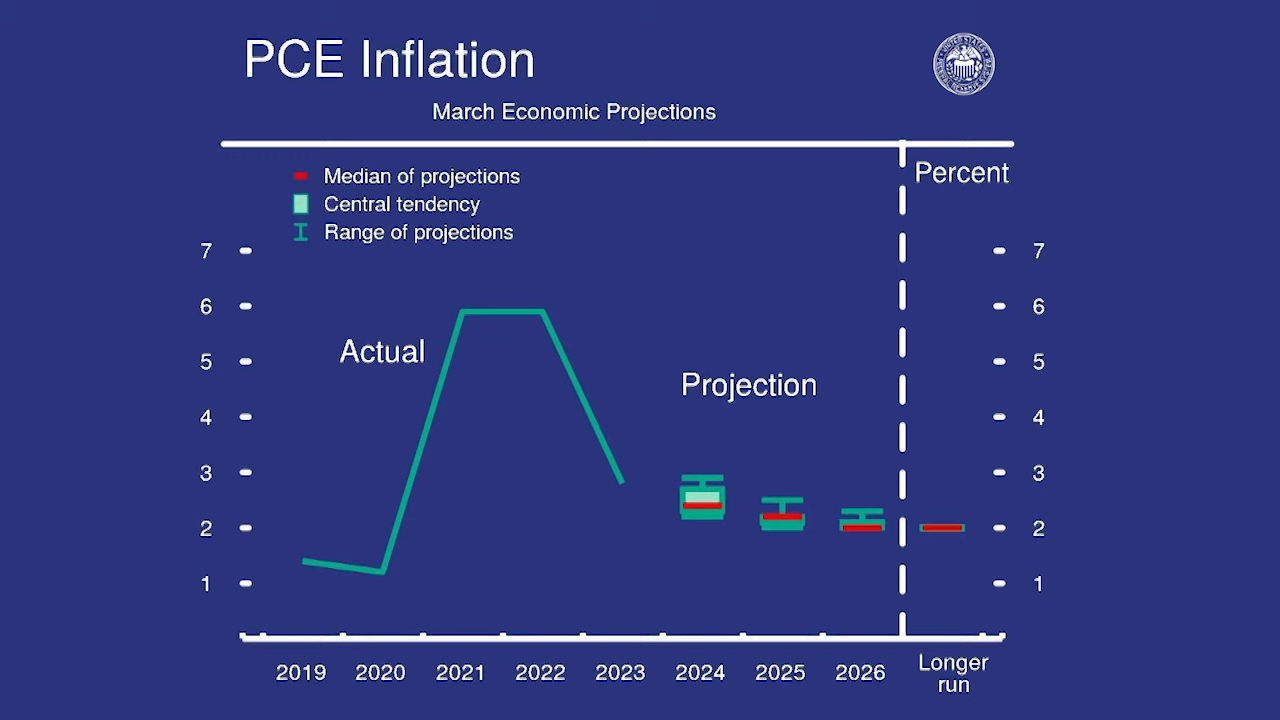 PCE Inflation
March Economic Projections
Percent
Median of projections
Central tendency
Range of projections
7 7
6 6
Actual
5 5
Projection
4 4
3 3
2 2
1 1
2019 2020 2021 2022 2023 2024 2025 2026 Longer
run